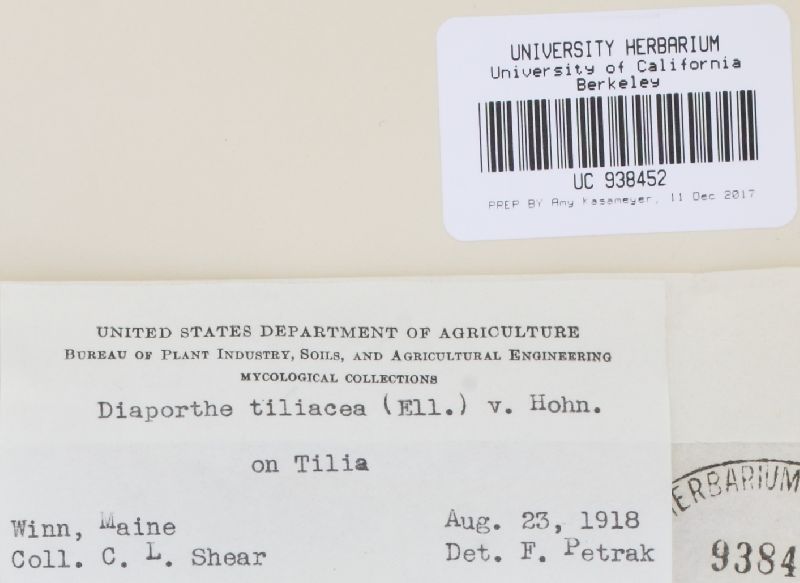 UNIVERSITY HERBARIUM
University of California
Berkeley
UC 938452
PREP BY Amy Kasameyer, 11 Dec 2017
UNITED STATES DEPARTMENT OF AGRICULTURE
BUREAU OF PLANT INDUSTRY, SOILS, AND AGRICULTURAL ENGINEERING
MYCOLOGICAL COLLECTIONS
Diaporthe tiliacea (Ell.) v. Hohn.
on Tilia
Winn, Maine
Aug. 23, 1918
Coll. C. L. Shear
Det. F. Petrak
HERBARIUM
9384